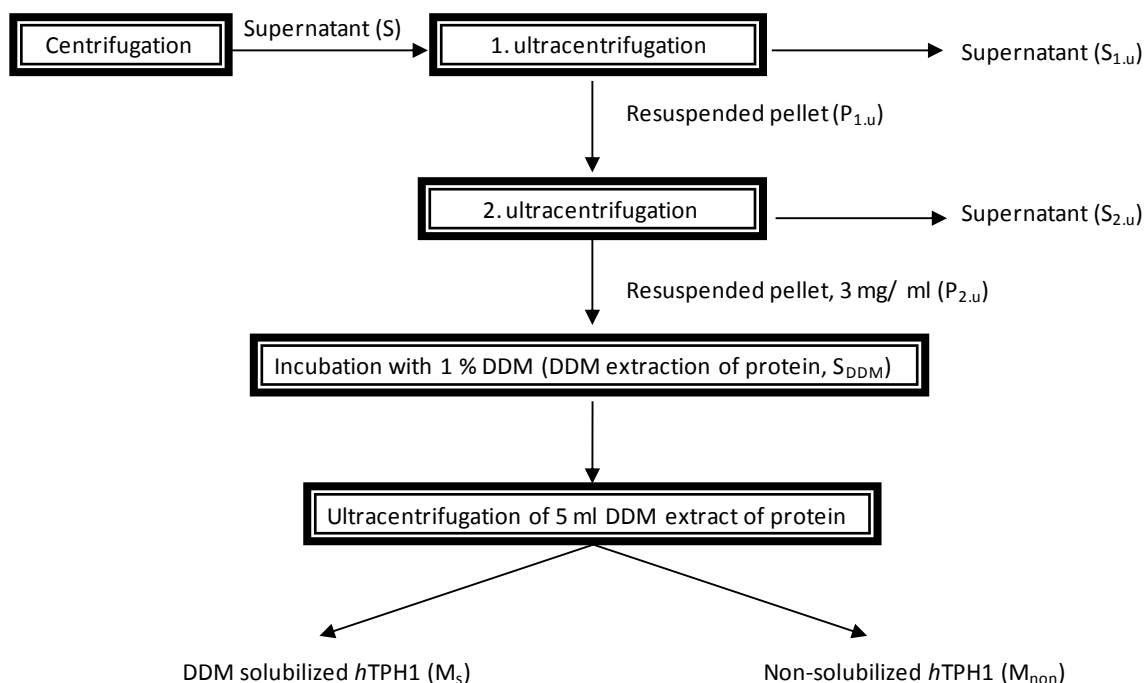 Centrifugation
Supernatant (S)
1. ultracentrifugation
Supernatant (S1.u)
Resuspended pellet (P1.u)
2. ultracentrifugation
Supernatant (S2.u)
Resuspended pellet, 3 mg/ ml (P2.u)
Incubation with 1 % DDM (DDM extraction of protein, SDDM)
Ultracentrifugation of 5 ml DDM extract of protein
DDM solubilized hTPH1 (Ms)
Non-solubilized hTPH1 (Mnon)